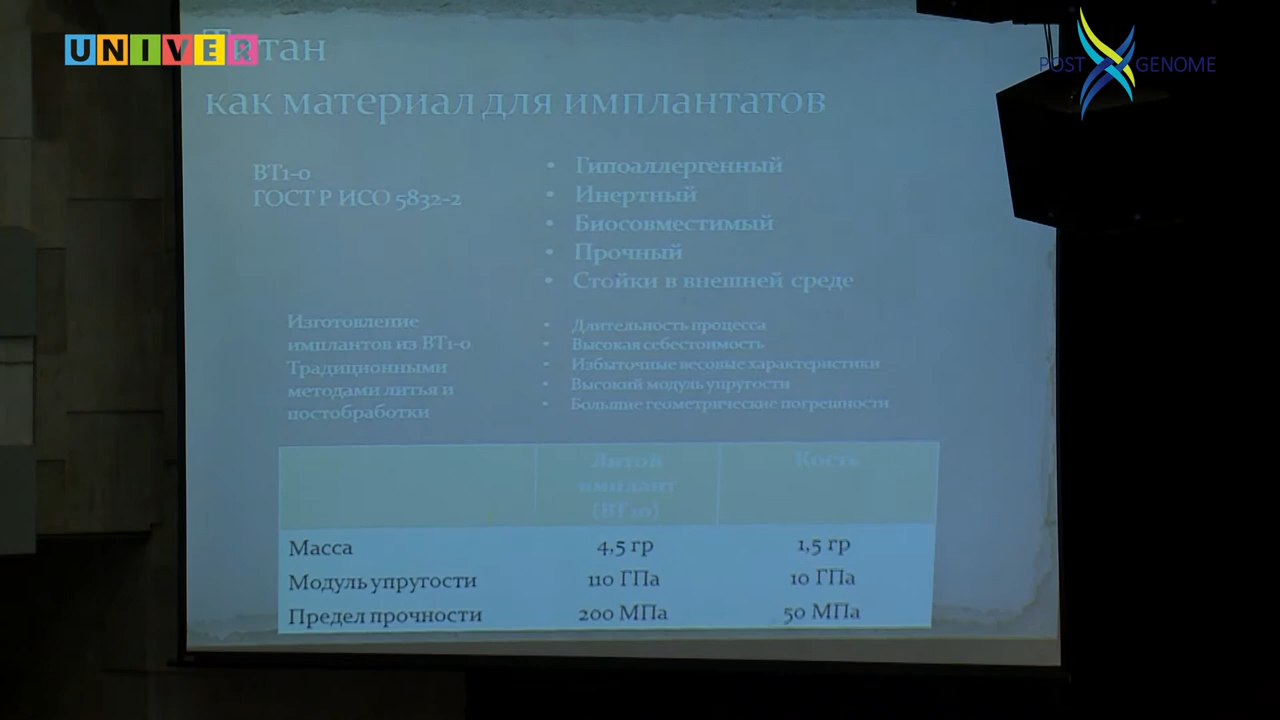 UNIVER
POST GENOME
Титан
как материал для имплантатов
ВТ1-0
ГОСТ Р ИСО 5832-2
• Гипоаллергенный
• Инертный
• Биосовместимый
• Прочный
• Стойки в внешней среде
Изготовление
имплантов из ВТ1-0
Традиционными
методами литья и
постобработки
• Длительность процесса
• Высокая себестоимость
• Избыточные весовые характеристики
• Высокий модуль упругости
• Большие геометрические погрешности
Литой
имплант
(ВТ10)
Кость
Масса 4,5 гр 1,5 гр
Модуль упругости 110 ГПа 10 ГПа
Предел прочности 200 МПа 50 МПа